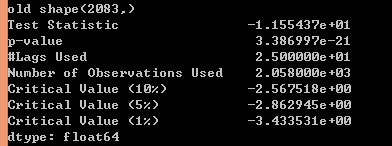 old shape(2083,)
Test Statistic                -1.155437e+01
p-value                        3.386997e-21
#Lags Used                     2.500000e+01
Number of Observations Used    2.058000e+03
Critical Value (10%)          -2.567518e+00
Critical Value (5%)           -2.862945e+00
Critical Value (1%)           -3.433531e+00
dtype: float64